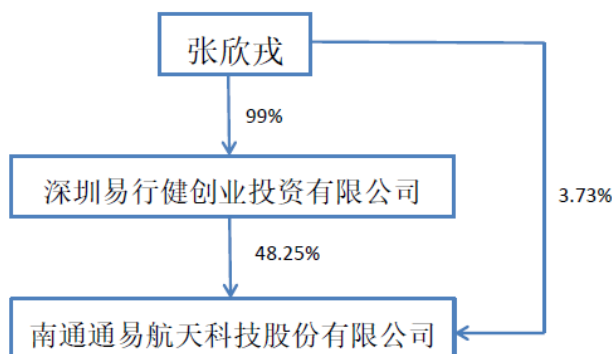 张欣戎
99%
深圳易行健创业投资有限公司
3.73%
48.25%
南通通易航天科技股份有限公司